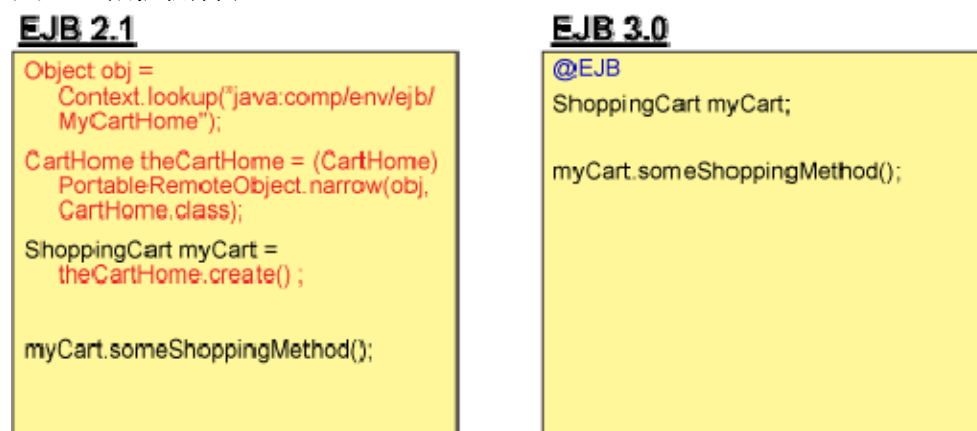 EJB 2.1
Object obj =
Context.lookup("java:comp/env/ejb/
MyCartHome");
CartHome theCartHome = (CartHome)
PortableRemoteObject.narrow(obj,
CartHome.class);
ShoppingCart myCart =
theCartHome.create() ;
myCart.someShoppingMethod();
EJB 3.0
@EJB
ShoppingCart myCart;
myCart.someShoppingMethod();